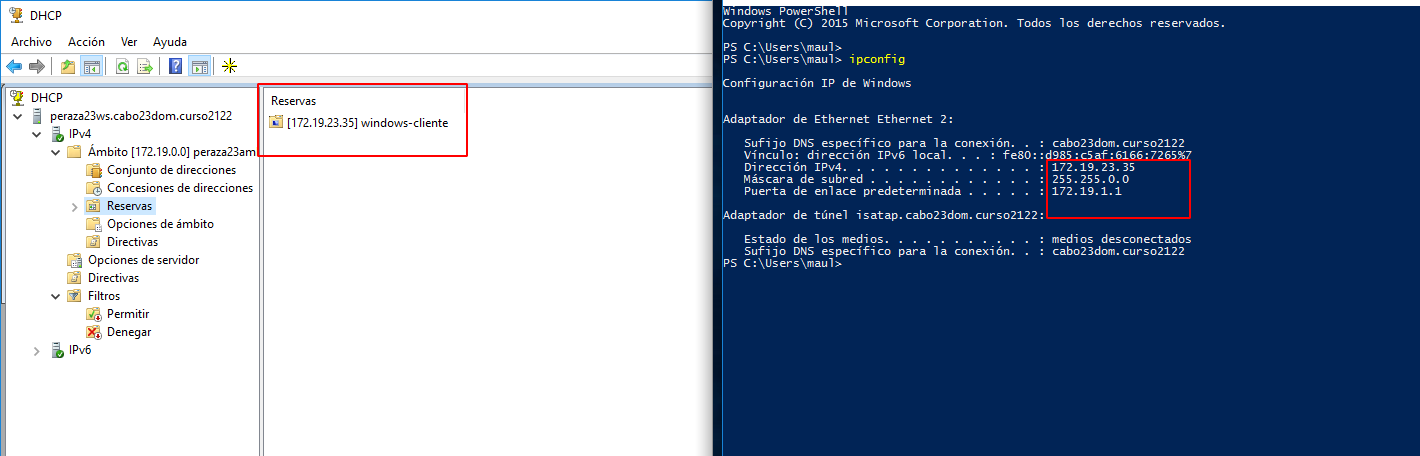 DHCP
Archivo Acción Ver Ayuda
DHCP
peraza23ws.cabo23dom.curso2122
IPv4
Ámbito [172.19.0.0] peraza23am
Conjunto de direcciones
Concesiones de direcciones
Reservas
Opciones de ámbito
Directivas
Opciones de servidor
Directivas
Filtros
Permitir
Denegar
IPv6
Reservas
[172.19.23.35] windows-cliente
Windows PowerShell
Copyright (C) 2015 Microsoft Corporation. Todos los derechos reservados.
PS C:\Users\maul>
PS C:\Users\maul> ipconfig
Configuración IP de Windows
Adaptador de Ethernet Ethernet 2:
Sufijo DNS específico para la conexión. . : cabo23dom.curso2122
Vínculo: dirección IPv6 local. . . : fe80::d985:c5af:6166:7265%7
Dirección IPv4. . . . . . . . . . . . . . : 172.19.23.35
Máscara de subred . . . . . . . . . . . . : 255.255.0.0
Puerta de enlace predeterminada . . . . . : 172.19.1.1
Adaptador de túnel isatap.cabo23dom.curso2122:
Estado de los medios. . . . . . . . . . . : medios desconectados
Sufijo DNS específico para la conexión. . : cabo23dom.curso2122
PS C:\Users\maul>